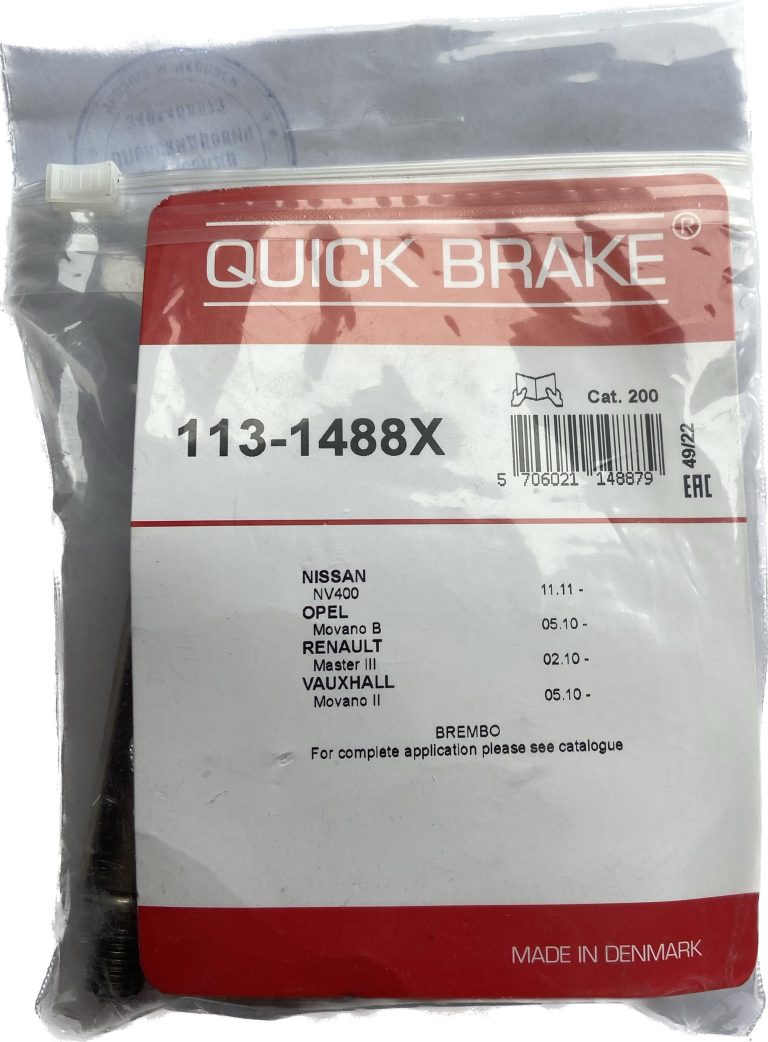 QUICK BRAKE®
Cat. 200
113-1488X
5 706021 148879
49/22
EAC
NISSAN
NV400 11.11 -
OPEL
Movano B 05.10 -
RENAULT
Master III 02.10 -
VAUXHALL
Movano II 05.10 -
BREMBO
For complete application please see catalogue
MADE IN DENMARK